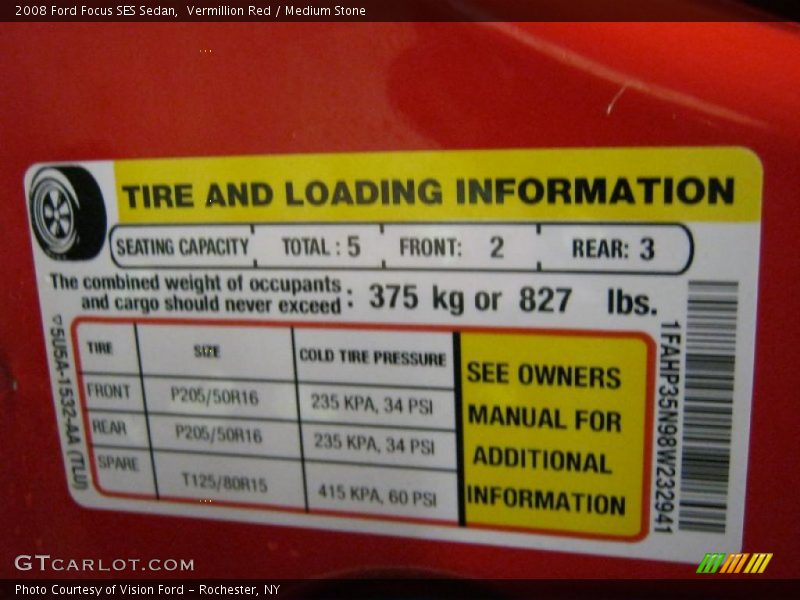 2008 Ford Focus SES Sedan,  Vermillion Red / Medium Stone
TIRE AND LOADING INFORMATION
SEATING CAPACITY TOTAL : 5 FRONT: 2 REAR: 3
The combined weight of occupants
and cargo should never exceed : 375 kg or 827 lbs.
TIRE SIZE COLD TIRE PRESSURE
FRONT P205/50R16 235 KPA, 34 PSI
REAR P205/50R16 235 KPA, 34 PSI
SPARE T125/80R15 415 KPA, 60 PSI
SEE OWNERS
MANUAL FOR
ADDITIONAL
INFORMATION
5U5A-1532-AA (TLU)
1FAHP35N98W232941
GTCARLOT.COM
Photo Courtesy of Vision Ford - Rochester, NY